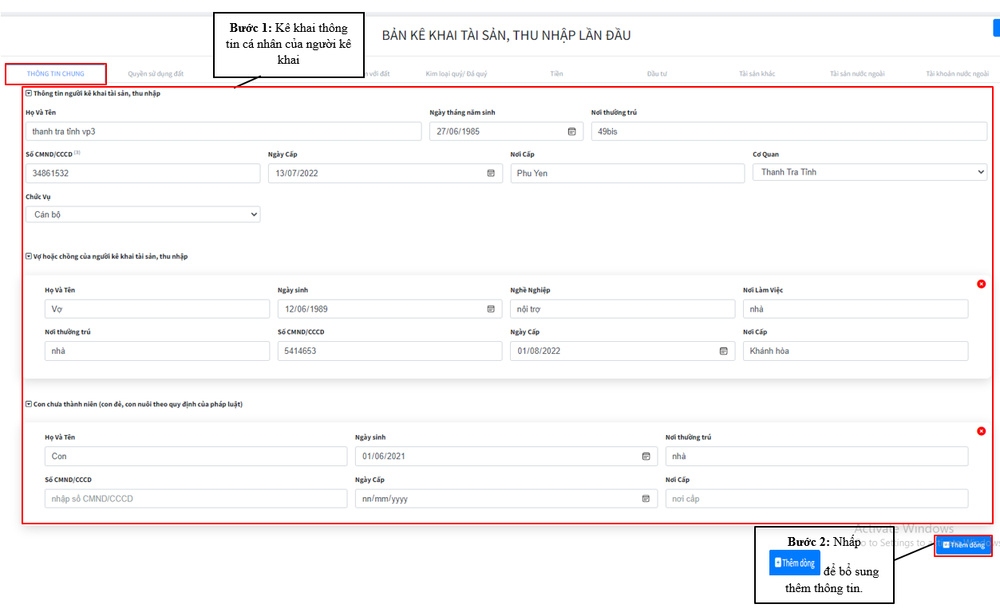 Bước 1: Kê khai thông
tin cá nhân của người kê
khai
BẢN KÊ KHAI TÀI SẢN, THU NHẬP LẦN ĐẦU
THÔNG TIN CHUNG Quyền sử dụng đất với đất Kim loại quý/ Đá quý Tiền Đầu tư Tài sản khác Tài sản nước ngoài Tài khoản nước ngoài
Thông tin người kê khai tài sản, thu nhập
Họ Và Tên Ngày tháng năm sinh Nơi thường trú
thanh tra tỉnh vp3 27/06/1985 49bis
Số CMND/CCCD (3) Ngày Cấp Nơi Cấp Cơ Quan
34861532 13/07/2022 Phu Yen Thanh Tra Tỉnh
Chức Vụ
Cán bộ
Vợ hoặc chồng của người kê khai tài sản, thu nhập
Họ Và Tên Ngày sinh Nghề Nghiệp Nơi Làm Việc
Vợ 12/06/1989 nội trợ nhà
Nơi thường trú Số CMND/CCCD Ngày Cấp Nơi Cấp
nhà 5414653 01/08/2022 Khánh hòa
Con chưa thành niên (con đẻ, con nuôi theo quy định của pháp luật)
Họ Và Tên Ngày sinh Nơi thường trú
Con 01/06/2021 nhà
Số CMND/CCCD Ngày Cấp Nơi Cấp
nhập số CMND/CCCD nn/mm/yyyy nơi cấp
Activate Windows
to Settings to
Thêm dòng
Bước 2: Nhấp
Thêm dòng để bổ sung
thêm thông tin.